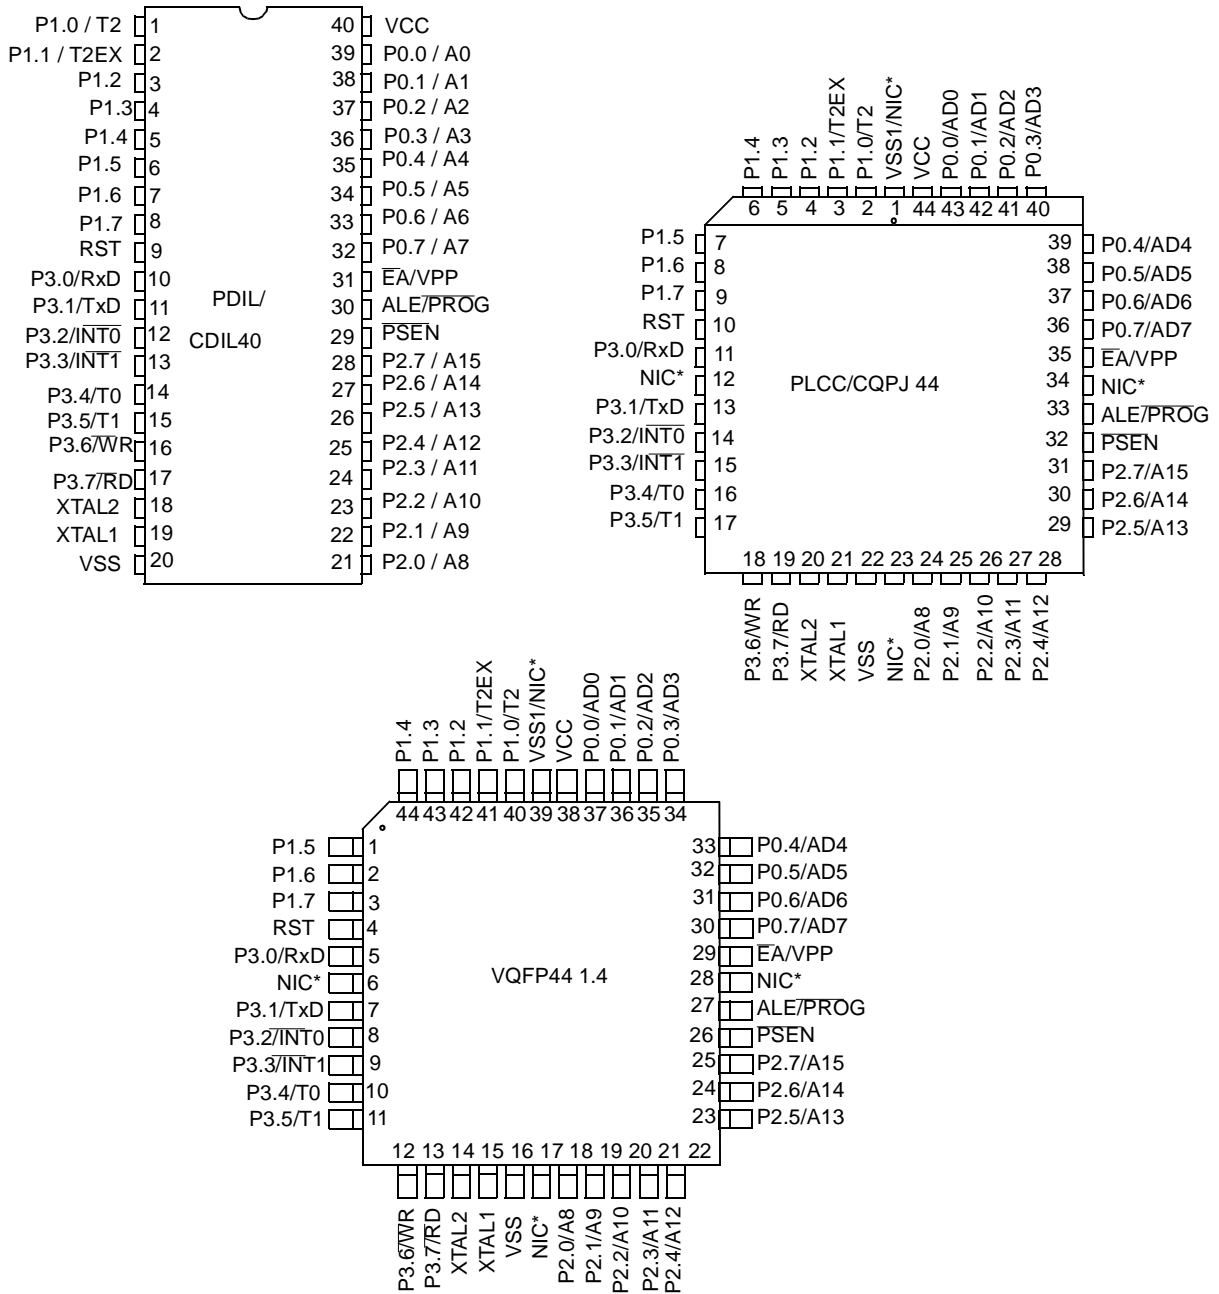 P1.0 / T2 1 40 VCC
P1.1 / T2EX 2 39 P0.0 / A0
P1.2 3 38 P0.1 / A1
P1.3 4 37 P0.2 / A2
P1.4 5 36 P0.3 / A3
P1.5 6 35 P0.4 / A4
P1.6 7 34 P0.5 / A5
P1.7 8 33 P0.6 / A6
RST 9 32 P0.7 / A7
P3.0/RxD 10 31 EA/VPP
P3.1/TxD 11 PDIL/ 30 ALE/PROG
P3.2/INT0 12 CDIL40 29 PSEN
P3.3/INT1 13 28 P2.7 / A15
P3.4/T0 14 27 P2.6 / A14
P3.5/T1 15 26 P2.5 / A13
P3.6/WR 16 25 P2.4 / A12
P3.7/RD 17 24 P2.3 / A11
XTAL2 18 23 P2.2 / A10
XTAL1 19 22 P2.1 / A9
VSS 20 21 P2.0 / A8
P1.4 P1.3 P1.2 P1.1/T2EX P1.0/T2 VSS1/NIC* VCC P0.0/AD0 P0.1/AD1 P0.2/AD2 P0.3/AD3
6 5 4 3 2 1 44 43 42 41 40
P1.5 7 39 P0.4/AD4
P1.6 8 38 P0.5/AD5
P1.7 9 37 P0.6/AD6
RST 10 36 P0.7/AD7
P3.0/RxD 11 35 EA/VPP
NIC* 12 PLCC/CQPJ 44 34 NIC*
P3.1/TxD 13 33 ALE/PROG
P3.2/INT0 14 32 PSEN
P3.3/INT1 15 31 P2.7/A15
P3.4/T0 16 30 P2.6/A14
P3.5/T1 17 29 P2.5/A13
18 19 20 21 22 23 24 25 26 27 28
P3.6/WR P3.7/RD XTAL2 XTAL1 VSS NIC* P2.0/A8 P2.1/A9 P2.2/A10 P2.3/A11 P2.4/A12
P1.4 P1.3 P1.2 P1.1/T2EX P1.0/T2 VSS1/NIC* VCC P0.0/AD0 P0.1/AD1 P0.2/AD2 P0.3/AD3
44 43 42 41 40 39 38 37 36 35 34
P1.5 1 33 P0.4/AD4
P1.6 2 32 P0.5/AD5
P1.7 3 31 P0.6/AD6
RST 4 30 P0.7/AD7
P3.0/RxD 5 29 EA/VPP
NIC* 6 VQFP44 1.4 28 NIC*
P3.1/TxD 7 27 ALE/PROG
P3.2/INT0 8 26 PSEN
P3.3/INT1 9 25 P2.7/A15
P3.4/T0 10 24 P2.6/A14
P3.5/T1 11 23 P2.5/A13
12 13 14 15 16 17 18 19 20 21 22
P3.6/WR P3.7/RD XTAL2 XTAL1 VSS NIC* P2.0/A8 P2.1/A9 P2.2/A10 P2.3/A11 P2.4/A12